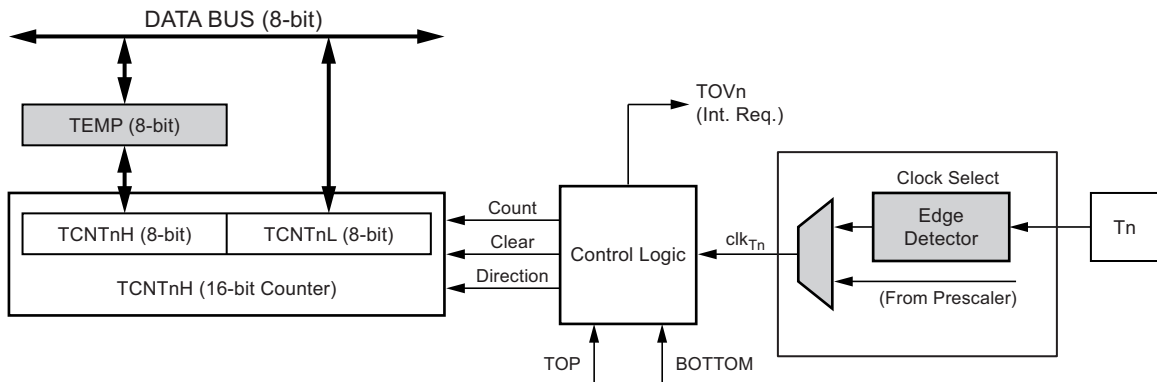 DATA BUS (8-bit)
TEMP (8-bit)
TCNTnH (8-bit)
TCNTnL (8-bit)
TCNTnH (16-bit Counter)
Count
Clear
Direction
TOVn
(Int. Req.)
Control Logic
TOP
BOTTOM
clkTn
Clock Select
Edge
Detector
(From Prescaler)
Tn